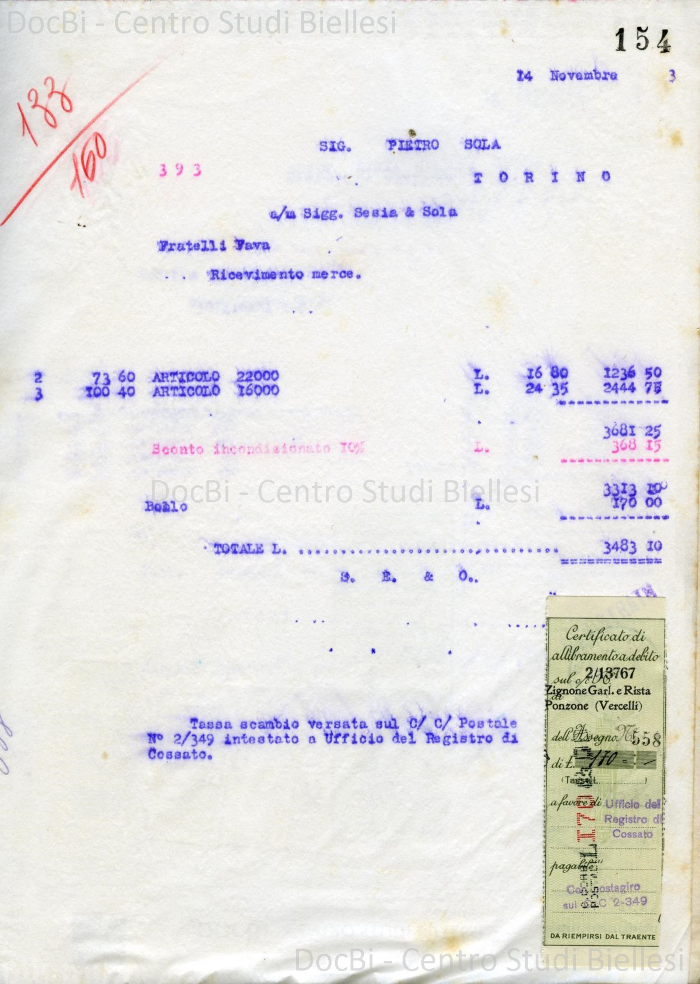 DocBi - Centro Studi Biellesi
154
14 Novembre 3
133
160
SIG. PIETRO SOLA
393
T O R I N O
a/m Sigg. Sesia & Sola
Fratelli Fava
Ricevimento merce.
2 73 60 ARTICOLO 22000 L. 16 80 1236 50
3 100 40 ARTICOLO 16000 L. 24 35 2444 75
3681 25
Sconto incondizionato 10% L. 368 15
DocBi - Centro Studi Biellesi
3313 10
Bollo L. 170 00
TOTALE L. 3483 10
S. E. & O.
Certificato di
allibramento a debito
sul c/c N.
2/13767
di
Zignone Garl. e Rista
Ponzone (Vercelli)
dell'Assegno N. 558
di £. 170
(Tassa £. )
a favore di Ufficio del
Registro di
Cossato
L 170
pagabile
Con postagiro
sul C/C 2-349
DA RIEMPIRSI DAL TRAENTE
Tassa scambio versata sul C/ C/ Postale
Nº 2/349 intestato a Ufficio del Registro di
Cossato.
DocBi - Centro Studi Biellesi